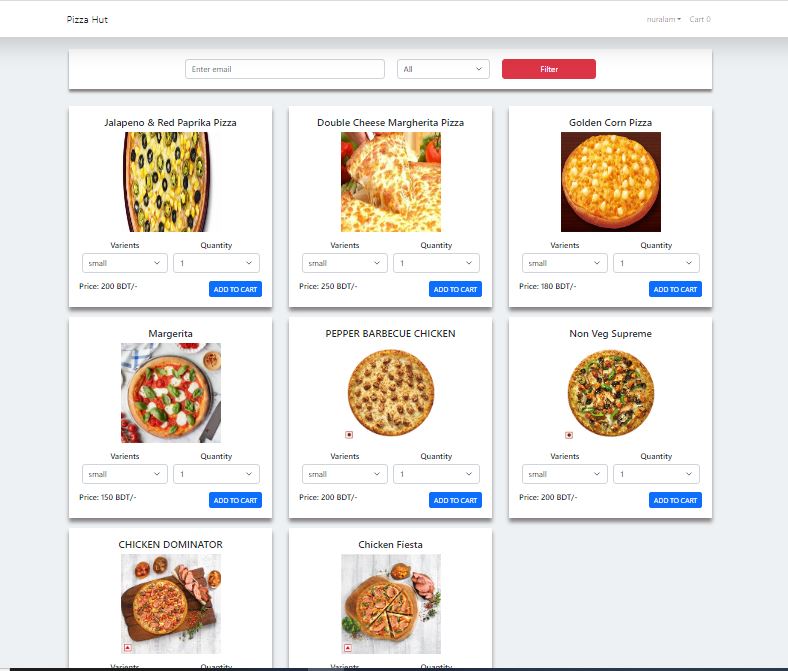 Pizza Hut nuralam Cart 0
Enter email All Filter
Jalapeno & Red Paprika Pizza
Varients Quantity
small 1
Price: 200 BDT/- ADD TO CART
Double Cheese Margherita Pizza
Varients Quantity
small 1
Price: 250 BDT/- ADD TO CART
Golden Corn Pizza
Varients Quantity
small 1
Price: 180 BDT/- ADD TO CART
Margerita
Varients Quantity
small 1
Price: 150 BDT/- ADD TO CART
PEPPER BARBECUE CHICKEN
Varients Quantity
small 1
Price: 200 BDT/- ADD TO CART
Non Veg Supreme
Varients Quantity
small 1
Price: 200 BDT/- ADD TO CART
CHICKEN DOMINATOR
Varients Quantity
Chicken Fiesta
Varients Quantity